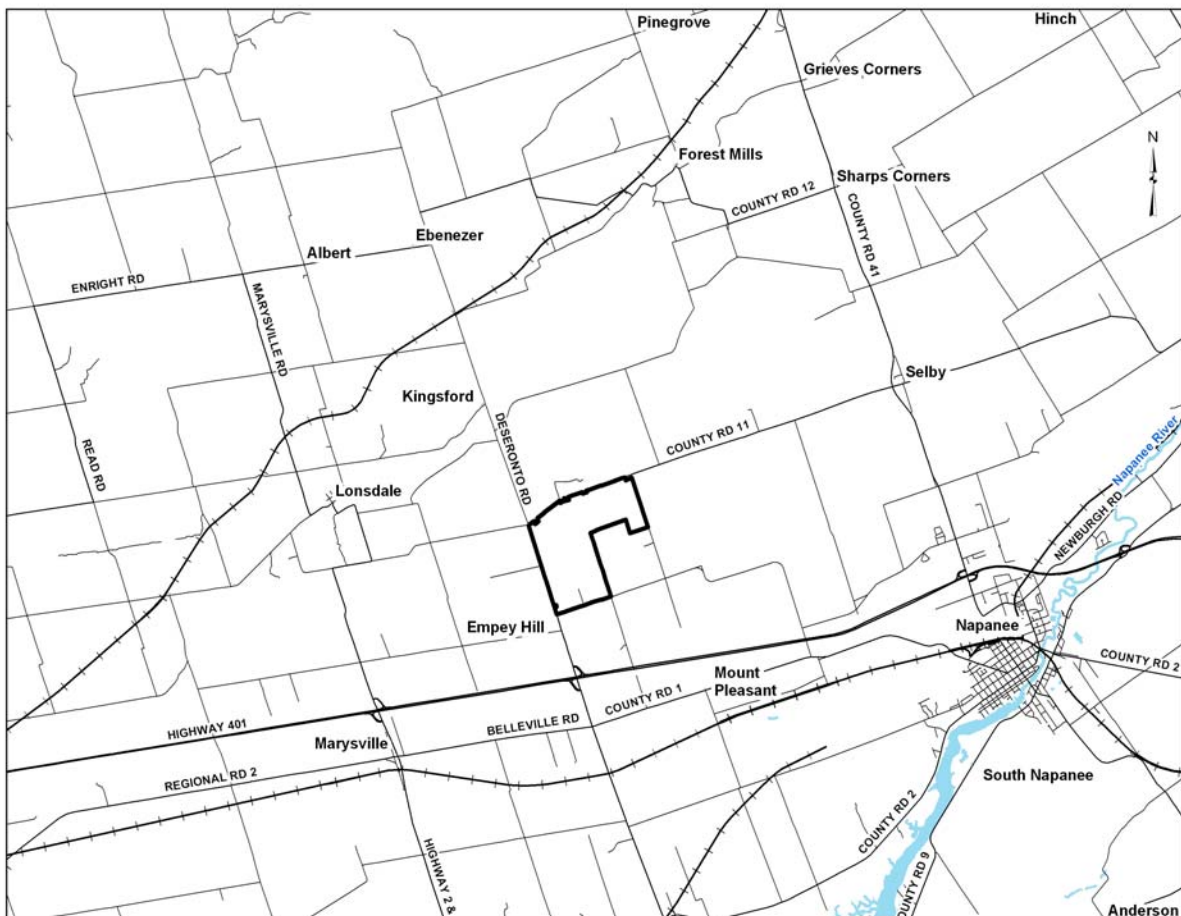 Pinegrove
Hinch
Grieves Corners
N
Forest Mills
Sharps Corners
COUNTY RD 12
COUNTY RD 41
Ebenezer
Albert
ENRIGHT RD
MARYSVILLE RD
Selby
Kingsford
DESERONTO RD
COUNTY RD 11
READ RD
Napanee River
NEWBURGH RD
Lonsdale
Empey Hill
Napanee
COUNTY RD 2
Mount
Pleasant
COUNTY RD 1
BELLEVILLE RD
HIGHWAY 401
Marysville
REGIONAL RD 2
South Napanee
COUNTY RD 2
HIGHWAY 2 &
COUNTY RD 9
Anderson